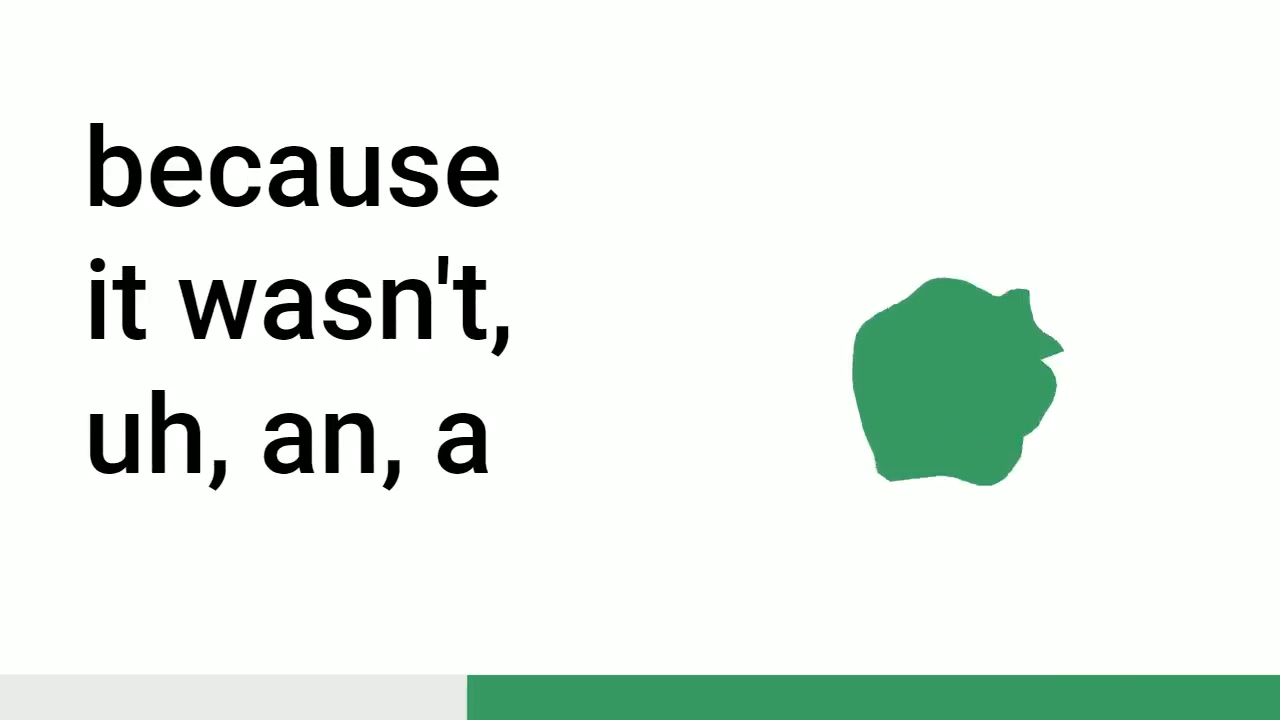 because
it wasn't,
uh, an, a